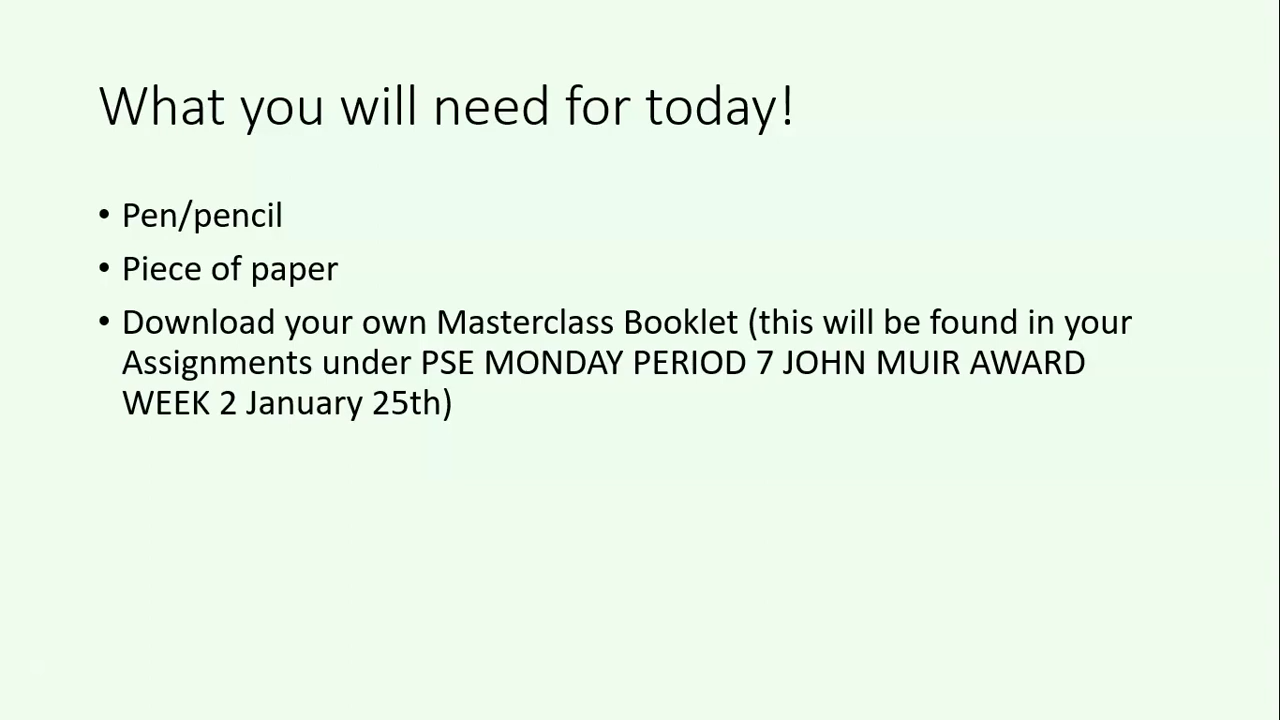 What you will need for today!
• Pen/pencil
• Piece of paper
• Download your own Masterclass Booklet (this will be found in your
Assignments under PSE MONDAY PERIOD 7 JOHN MUIR AWARD
WEEK 2 January 25th)